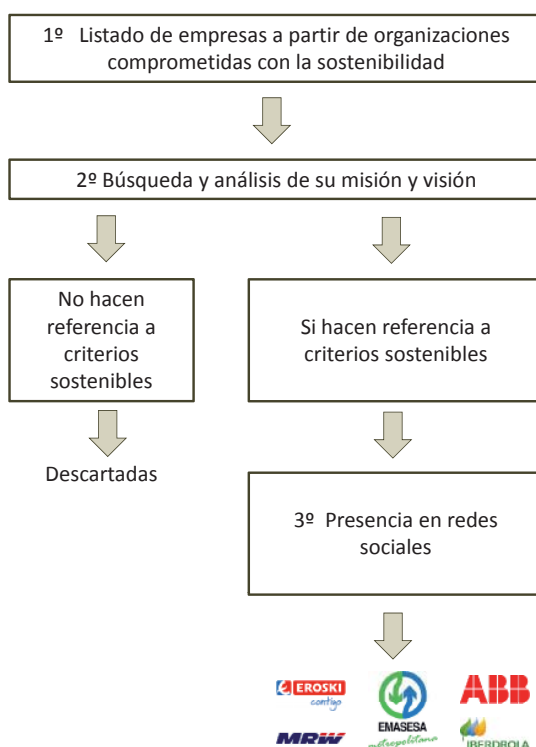 1º Listado de empresas a partir de organizaciones
comprometidas con la sostenibilidad
2º Búsqueda y análisis de su misión y visión
No hacen
referencia a
criterios
sostenibles
Si hacen referencia a
criterios sostenibles
Descartadas
3º Presencia en redes
sociales
EROSKI
contigo
EMASESA
metropolitana
ABB
MRW
IBERDROLA